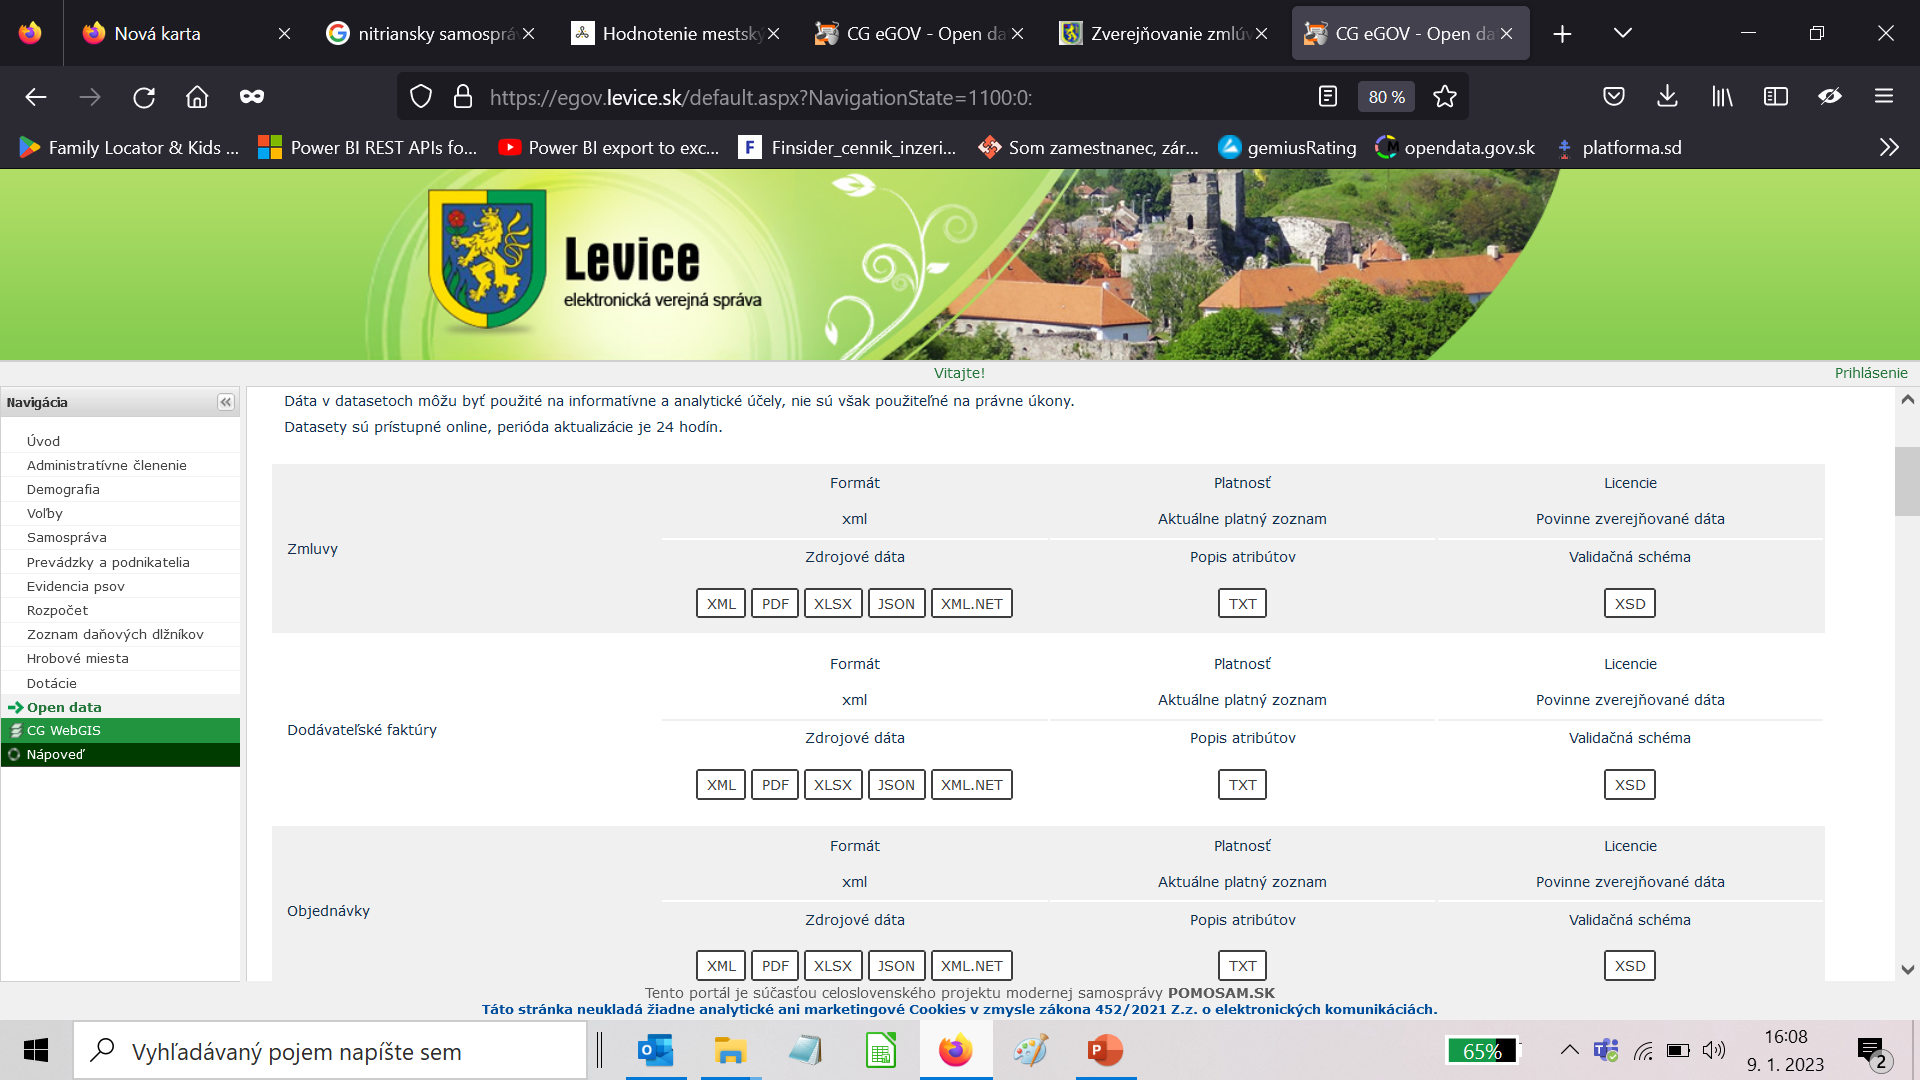 Nová karta
nitriansky samosprá
Hodnotenie mestský
CG eGOV - Open da
Zverejňovanie zmlúv
CG eGOV - Open da
https://egov.levice.sk/default.aspx?NavigationState=1100:0:
80 %
Family Locator & Kids ...
Power BI REST APIs fo...
Power BI export to exc...
F Finsider_cennik_inzeri...
Som zamestnanec, zár...
gemiusRating
opendata.gov.sk
platforma.sd
Levice
elektronická verejná správa
Vitajte!
Prihlásenie
Navigácia
Úvod
Administratívne členenie
Demografia
Voľby
Samospráva
Prevádzky a podnikatelia
Evidencia psov
Rozpočet
Zoznam daňových dlžníkov
Hrobové miesta
Dotácie
Open data
CG WebGIS
Nápoveď
Dáta v datasetoch môžu byť použité na informatívne a analytické účely, nie sú však použiteľné na právne úkony.
Datasety sú prístupné online, perióda aktualizácie je 24 hodín.
Zmluvy
Formát Platnosť Licencie
xml Aktuálne platný zoznam Povinne zverejňované dáta
Zdrojové dáta Popis atribútov Validačná schéma
XML PDF XLSX JSON XML.NET TXT XSD
Dodávateľské faktúry
Formát Platnosť Licencie
xml Aktuálne platný zoznam Povinne zverejňované dáta
Zdrojové dáta Popis atribútov Validačná schéma
XML PDF XLSX JSON XML.NET TXT XSD
Objednávky
Formát Platnosť Licencie
xml Aktuálne platný zoznam Povinne zverejňované dáta
Zdrojové dáta Popis atribútov Validačná schéma
XML PDF XLSX JSON XML.NET TXT XSD
Tento portál je súčasťou celoslovenského projektu modernej samosprávy POMOSAM.SK
Táto stránka neukladá žiadne analytické ani marketingové Cookies v zmysle zákona 452/2021 Z.z. o elektronických komunikáciách.
Vyhľadávaný pojem napíšte sem
65%
16:08
9. 1. 2023
2